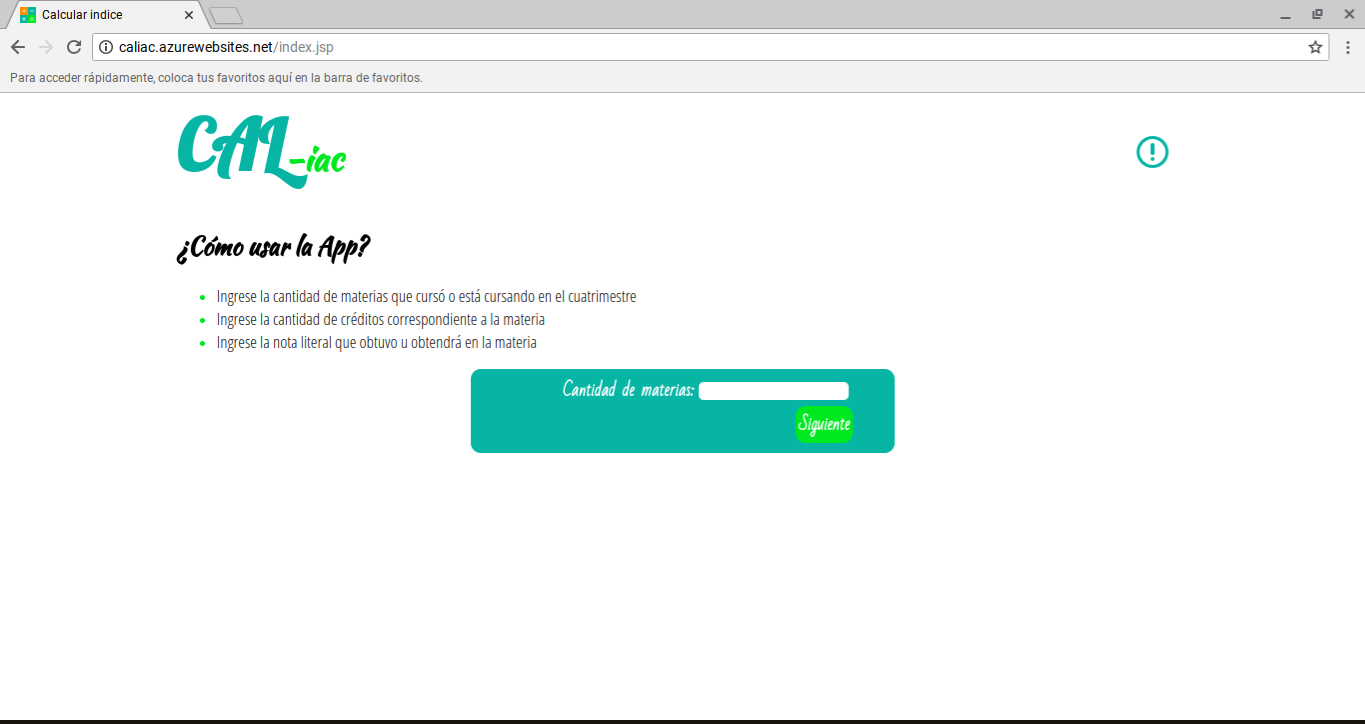 Calcular indice
caliac.azurewebsites.net/index.jsp
Para acceder rápidamente, coloca tus favoritos aquí en la barra de favoritos.
CAL-iac
¿Cómo usar la App?
Ingrese la cantidad de materias que cursó o está cursando en el cuatrimestre
Ingrese la cantidad de créditos correspondiente a la materia
Ingrese la nota literal que obtuvo u obtendrá en la materia
Cantidad de materias:
Siguiente